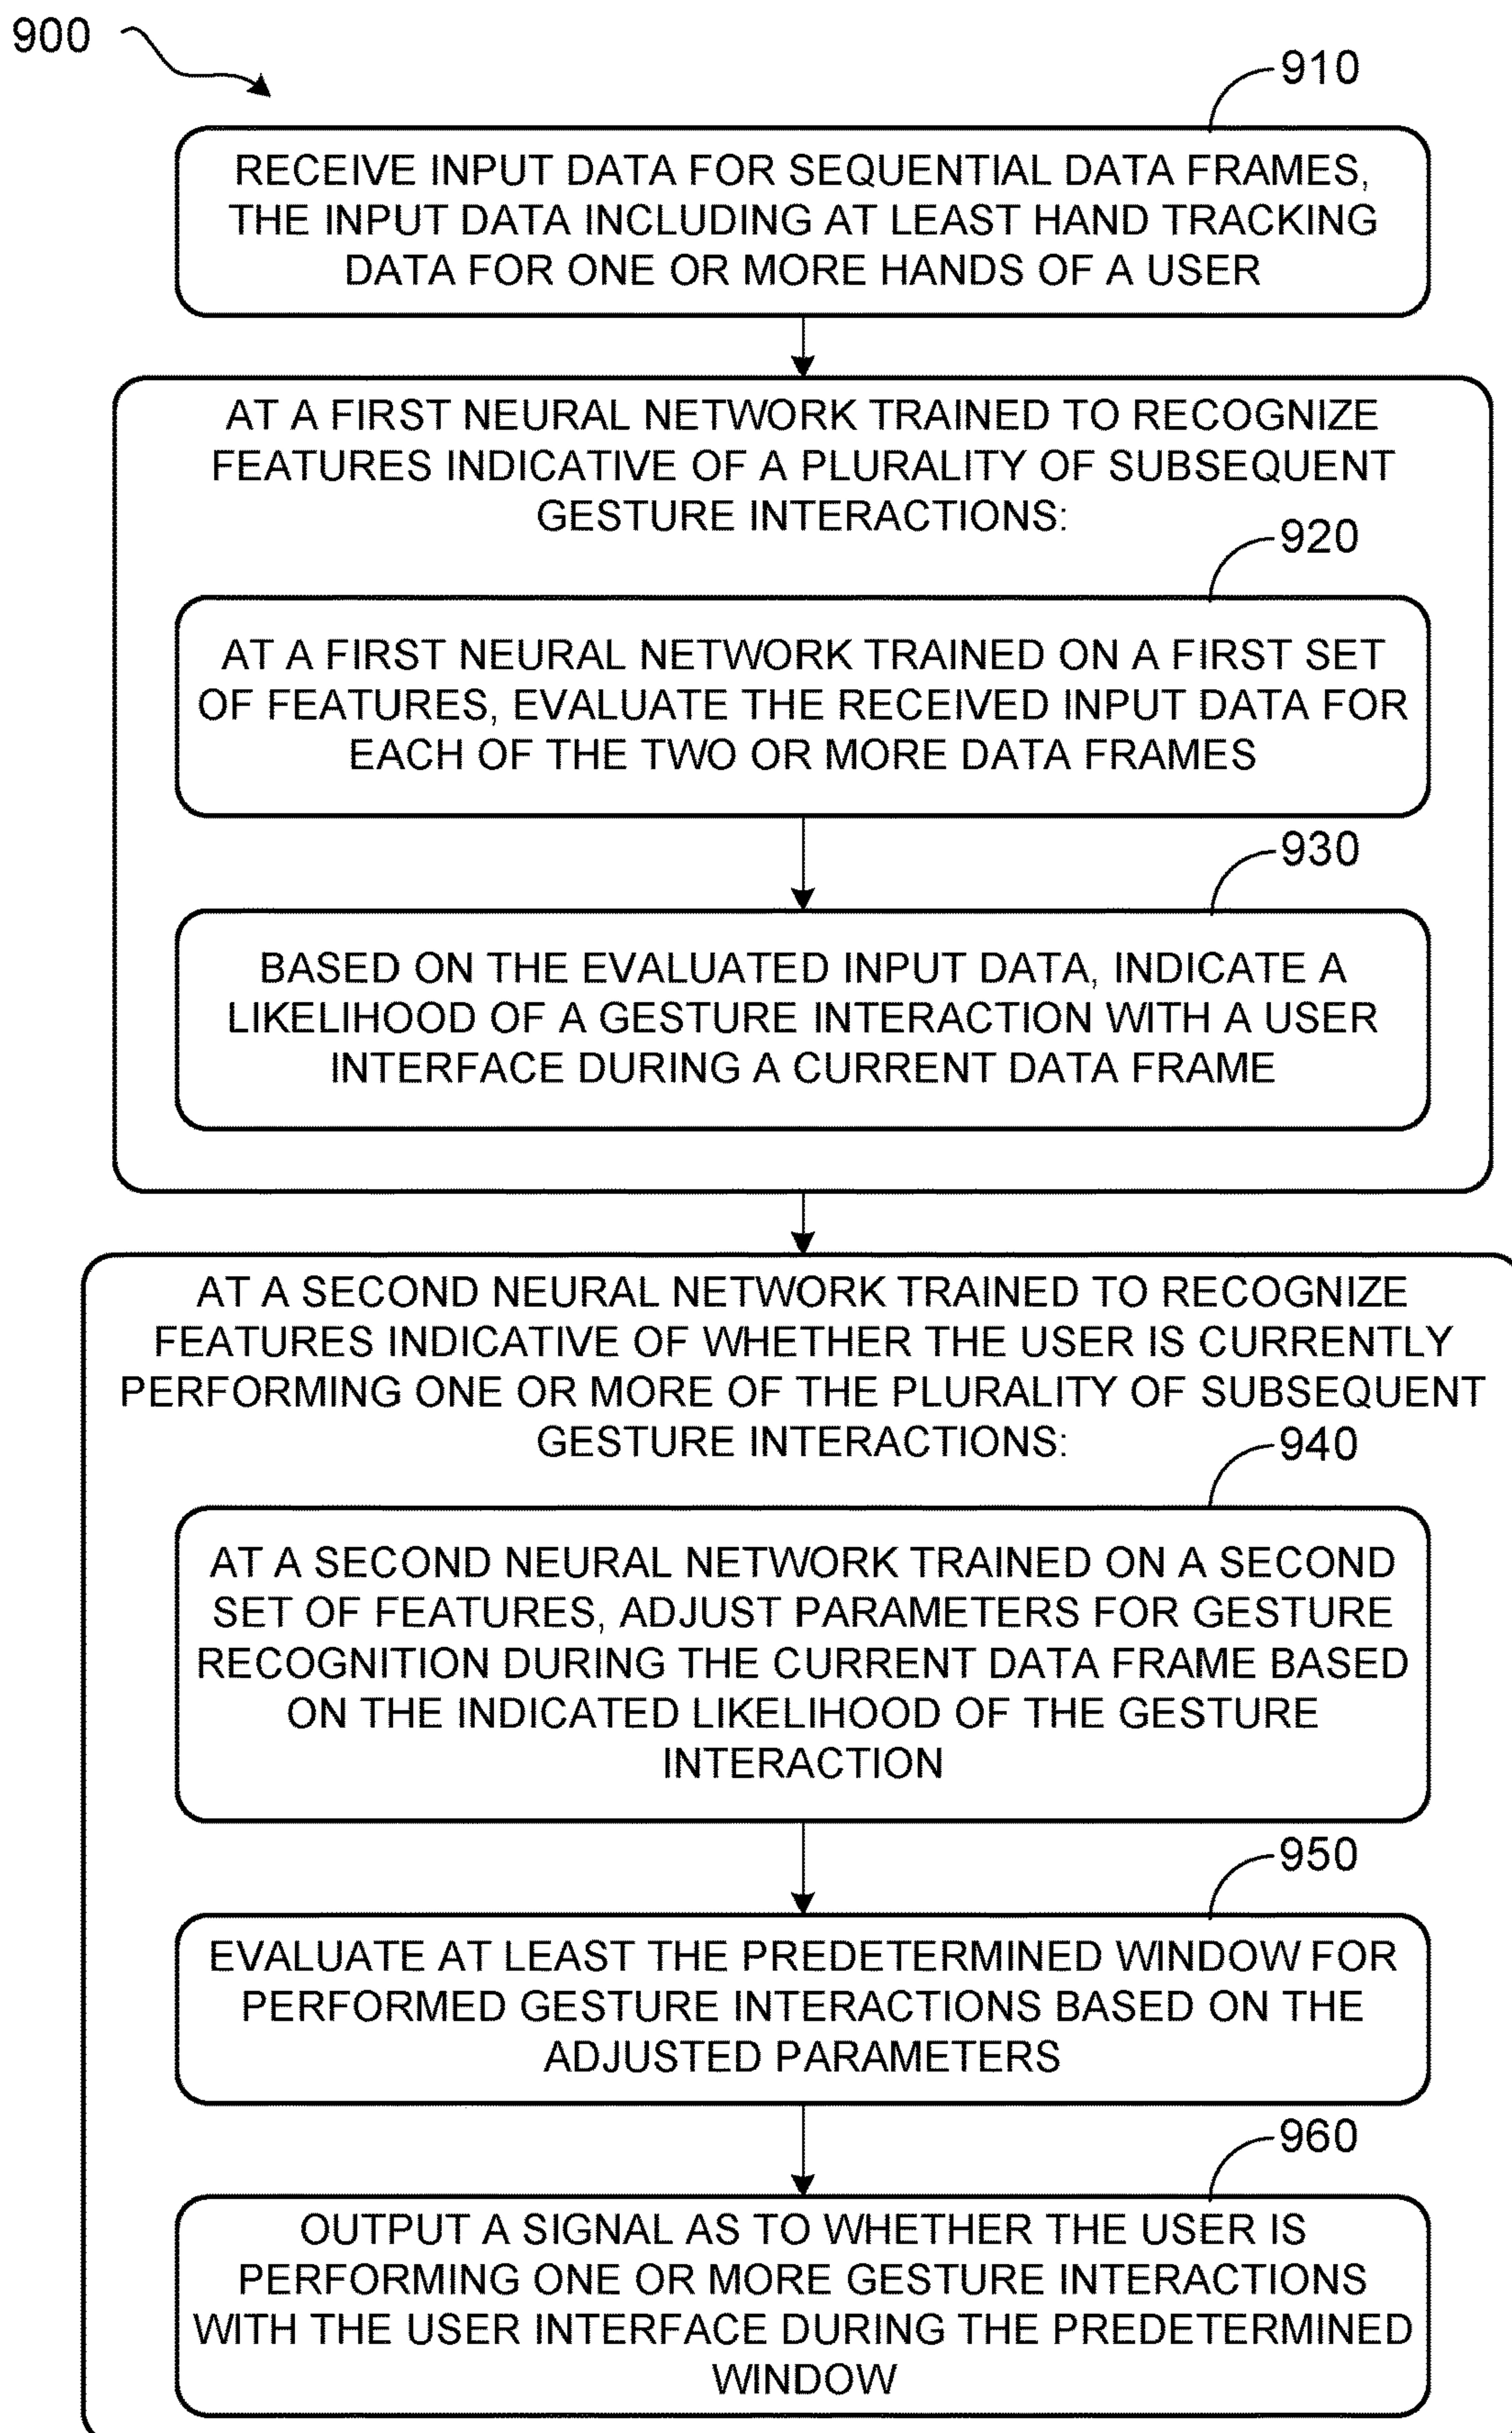 900
910
RECEIVE INPUT DATA FOR SEQUENTIAL DATA FRAMES,
THE INPUT DATA INCLUDING AT LEAST HAND TRACKING
DATA FOR ONE OR MORE HANDS OF A USER
AT A FIRST NEURAL NETWORK TRAINED TO RECOGNIZE
FEATURES INDICATIVE OF A PLURALITY OF SUBSEQUENT
GESTURE INTERACTIONS:
920
AT A FIRST NEURAL NETWORK TRAINED ON A FIRST SET
OF FEATURES, EVALUATE THE RECEIVED INPUT DATA FOR
EACH OF THE TWO OR MORE DATA FRAMES
930
BASED ON THE EVALUATED INPUT DATA, INDICATE A
LIKELIHOOD OF A GESTURE INTERACTION WITH A USER
INTERFACE DURING A CURRENT DATA FRAME
AT A SECOND NEURAL NETWORK TRAINED TO RECOGNIZE
FEATURES INDICATIVE OF WHETHER THE USER IS CURRENTLY
PERFORMING ONE OR MORE OF THE PLURALITY OF SUBSEQUENT
GESTURE INTERACTIONS:
940
AT A SECOND NEURAL NETWORK TRAINED ON A SECOND
SET OF FEATURES, ADJUST PARAMETERS FOR GESTURE
RECOGNITION DURING THE CURRENT DATA FRAME BASED
ON THE INDICATED LIKELIHOOD OF THE GESTURE
INTERACTION
950
EVALUATE AT LEAST THE PREDETERMINED WINDOW FOR
PERFORMED GESTURE INTERACTIONS BASED ON THE
ADJUSTED PARAMETERS
960
OUTPUT A SIGNAL AS TO WHETHER THE USER IS
PERFORMING ONE OR MORE GESTURE INTERACTIONS
WITH THE USER INTERFACE DURING THE PREDETERMINED
WINDOW